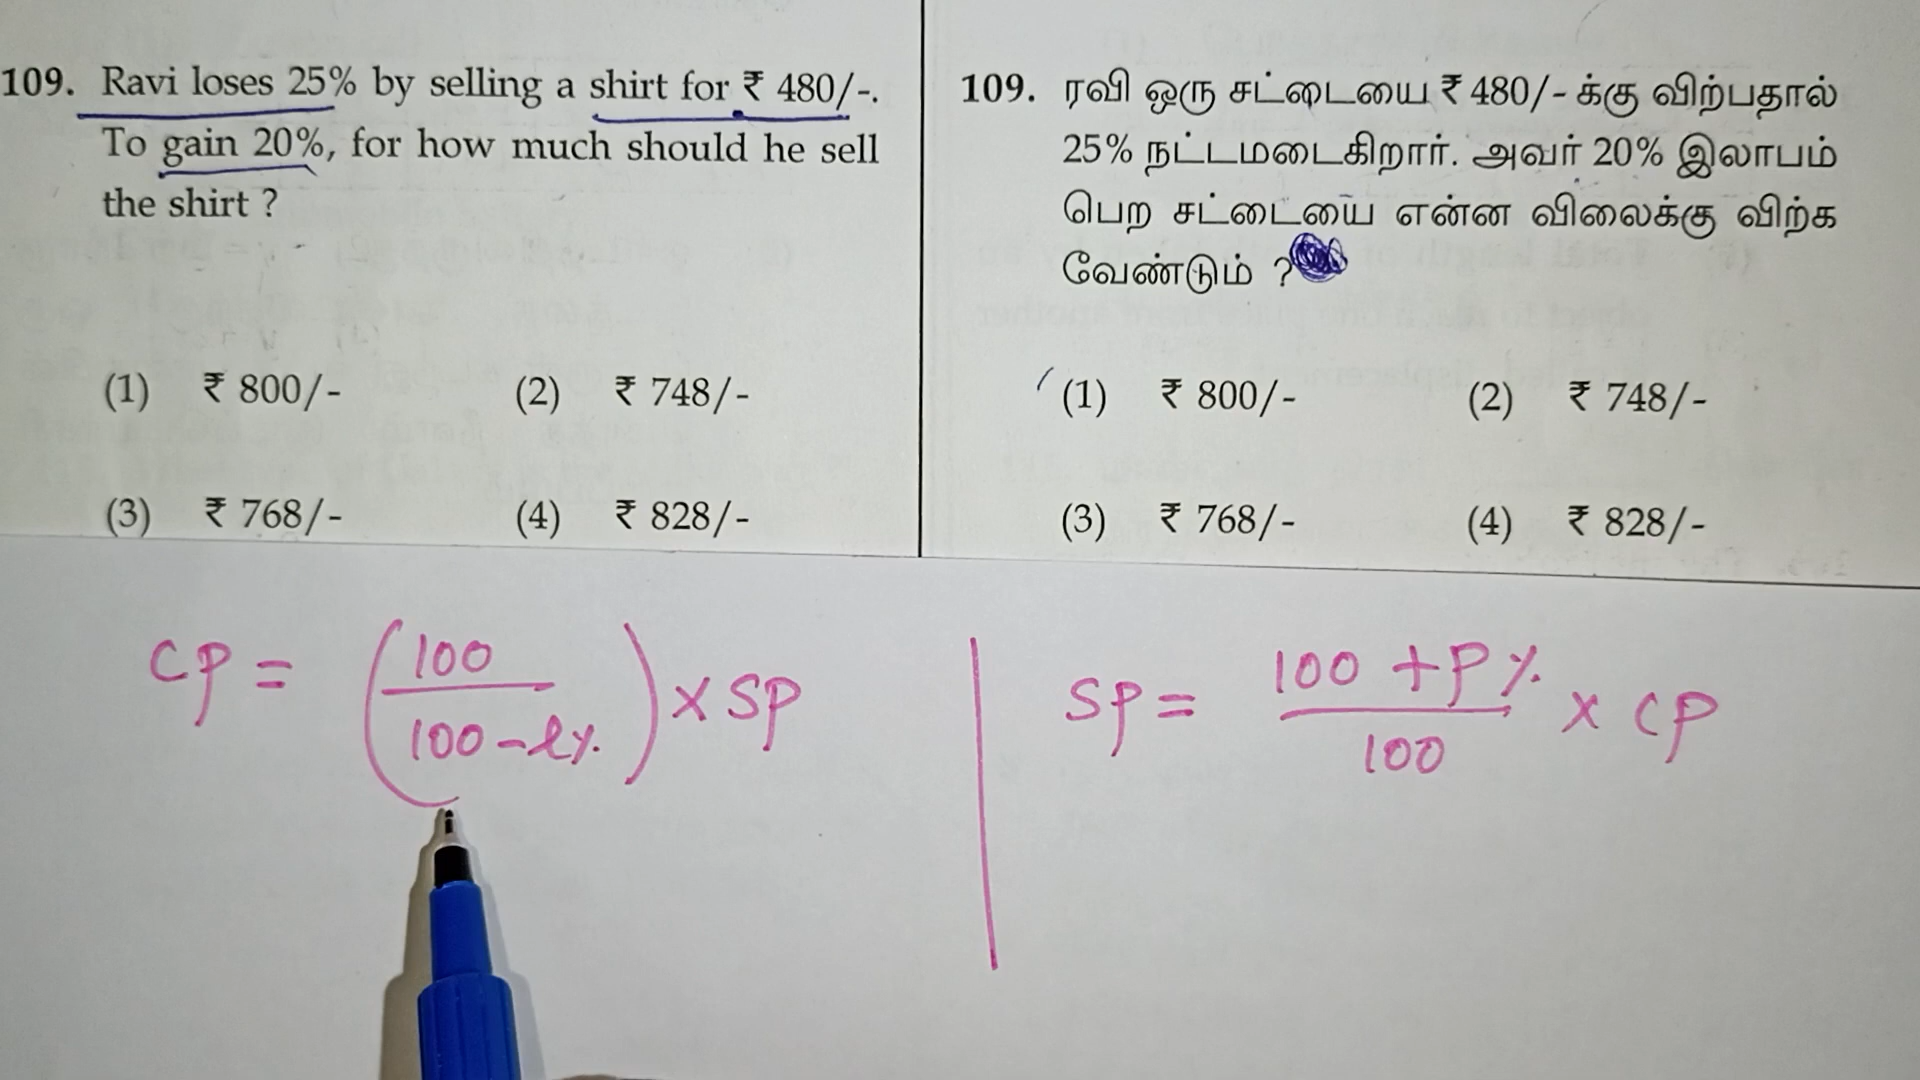 109. Ravi loses 25% by selling a shirt for ₹ 480/-.
To gain 20%, for how much should he sell
the shirt ?
(1) ₹ 800/- (2) ₹ 748/-
(3) ₹ 768/- (4) ₹ 828/-
109. ரவி ஒரு சட்டையை ₹ 480/- க்கு விற்பதால்
25% நட்டமடைகிறார். அவர் 20% இலாபம்
பெற சட்டையை என்ன விலைக்கு விற்க
வேண்டும் ?
(1) ₹ 800/- (2) ₹ 748/-
(3) ₹ 768/- (4) ₹ 828/-
CP = (100 / 100 - l%) × SP
SP = 100 + P% / 100 × CP